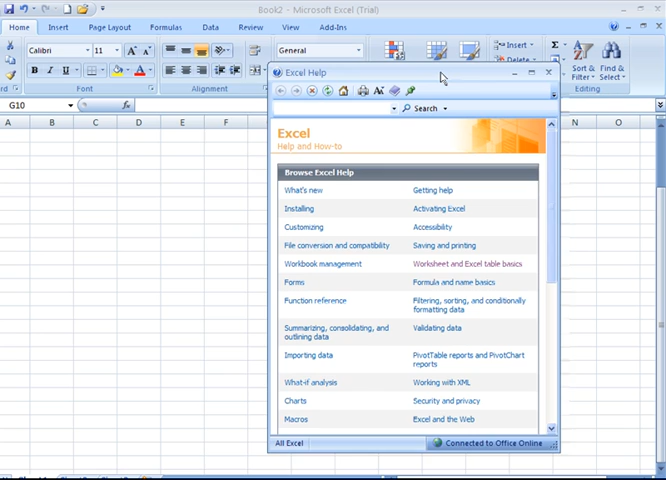 Book2 - Microsoft Excel (Trial)
Home Insert Page Layout Formulas Data Review View Add-Ins
Calibri 11 A A General Insert Σ
B I U Delete Sort & Find &
Filter Select
Font Alignment Editing
G10 fx
A B C D E F N O
Excel Help
Search
Excel
Help and How-to
Browse Excel Help
What's new Getting help
Installing Activating Excel
Customizing Accessibility
File conversion and compatibility Saving and printing
Workbook management Worksheet and Excel table basics
Forms Formula and name basics
Function reference Filtering, sorting, and conditionally
formatting data
Summarizing, consolidating, and
outlining data Validating data
Importing data PivotTable reports and PivotChart
reports
What-if analysis Working with XML
Charts Security and privacy
Macros Excel and the Web
All Excel Connected to Office Online